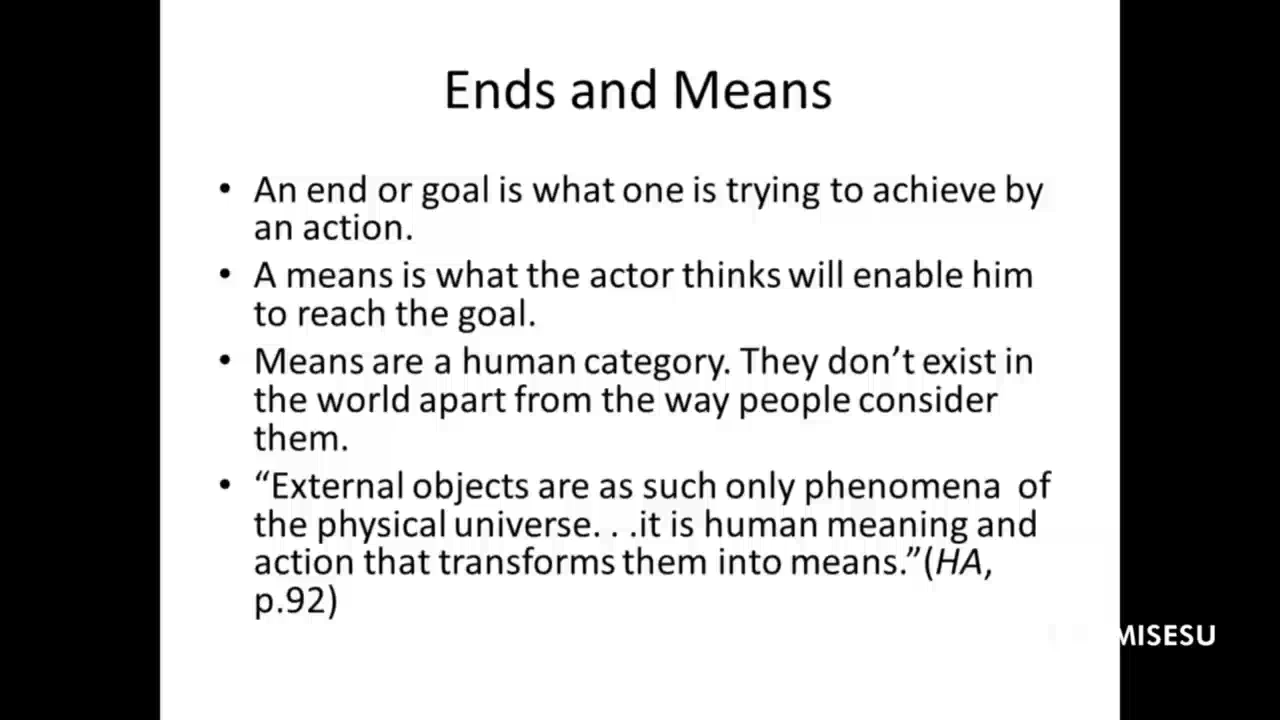 Ends and Means
• An end or goal is what one is trying to achieve by
an action.
• A means is what the actor thinks will enable him
to reach the goal.
• Means are a human category. They don’t exist in
the world apart from the way people consider
them.
• “External objects are as such only phenomena of
the physical universe. . .it is human meaning and
action that transforms them into means.”(HA,
p.92)
MISESU